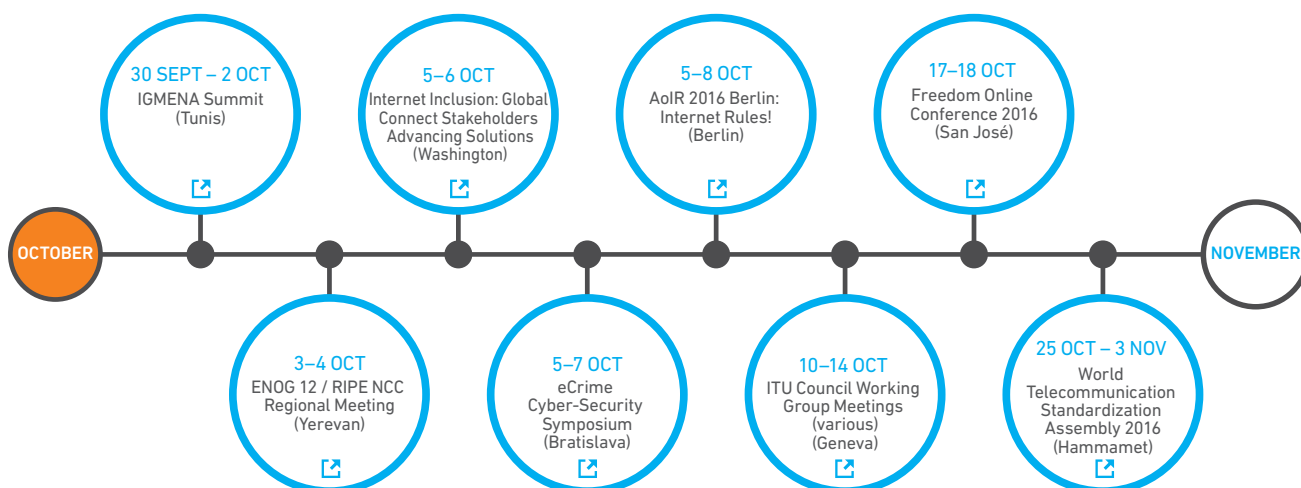 OCTOBER
30 SEPT – 2 OCT
IGMENA Summit
(Tunis)
3–4 OCT
ENOG 12 / RIPE NCC
Regional Meeting
(Yerevan)
5–6 OCT
Internet Inclusion: Global
Connect Stakeholders
Advancing Solutions
(Washington)
5–7 OCT
eCrime
Cyber-Security
Symposium
(Bratislava)
5–8 OCT
AoIR 2016 Berlin:
Internet Rules!
(Berlin)
10–14 OCT
ITU Council Working
Group Meetings
(various)
(Geneva)
17–18 OCT
Freedom Online
Conference 2016
(San José)
25 OCT – 3 NOV
World
Telecommunication
Standardization
Assembly 2016
(Hammamet)
NOVEMBER